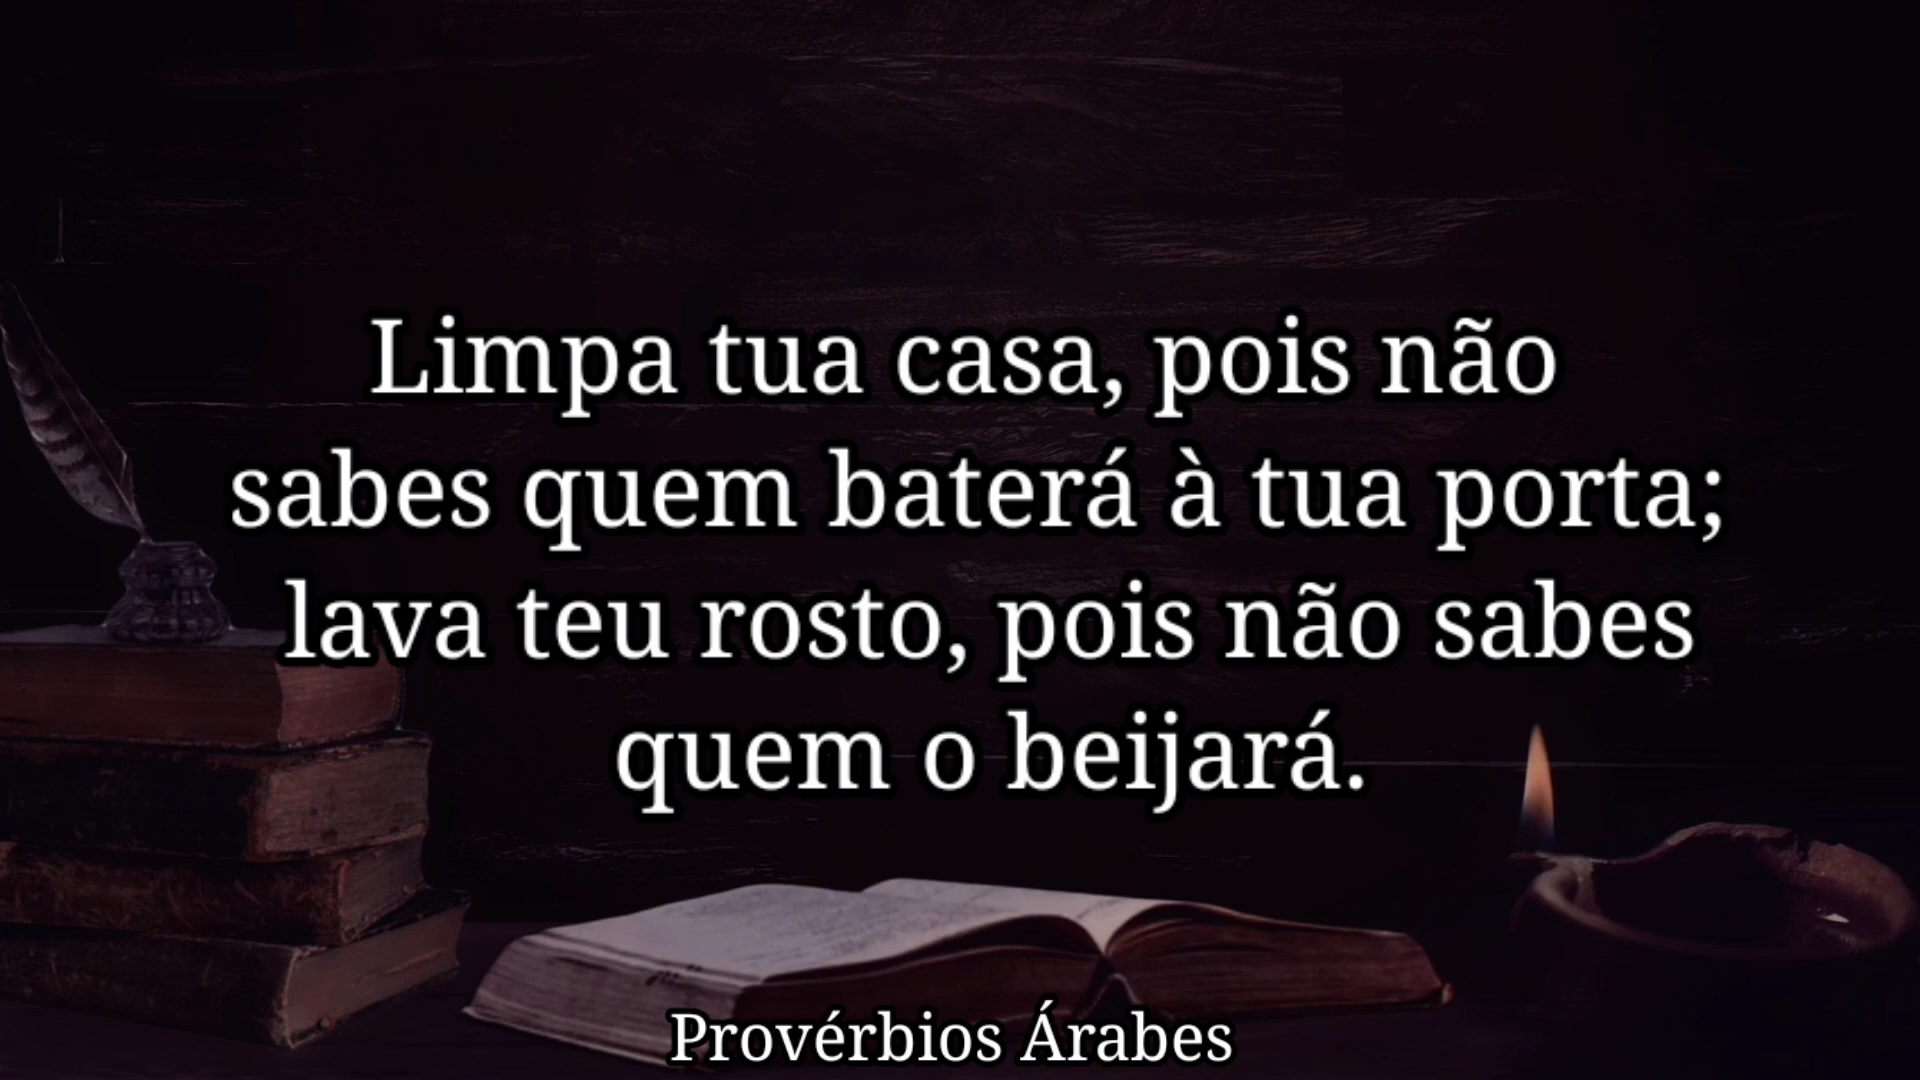 Limpa tua casa, pois não
sabes quem baterá à tua porta;
lava teu rosto, pois não sabes
quem o beijará.
Provérbios Árabes